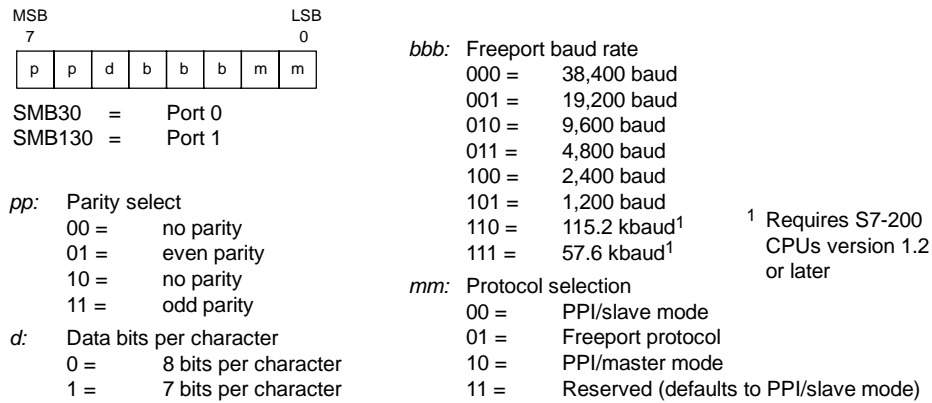 MSB LSB
7 0
p p d b b b m m
SMB30 = Port 0
SMB130 = Port 1
pp: Parity select
00 = no parity
01 = even parity
10 = no parity
11 = odd parity
d: Data bits per character
0 = 8 bits per character
1 = 7 bits per character
bbb: Freeport baud rate
000 = 38,400 baud
001 = 19,200 baud
010 = 9,600 baud
011 = 4,800 baud
100 = 2,400 baud
101 = 1,200 baud
110 = 115.2 kbaud1
111 = 57.6 kbaud1
1 Requires S7-200
CPUs version 1.2
or later
mm: Protocol selection
00 = PPI/slave mode
01 = Freeport protocol
10 = PPI/master mode
11 = Reserved (defaults to PPI/slave mode)